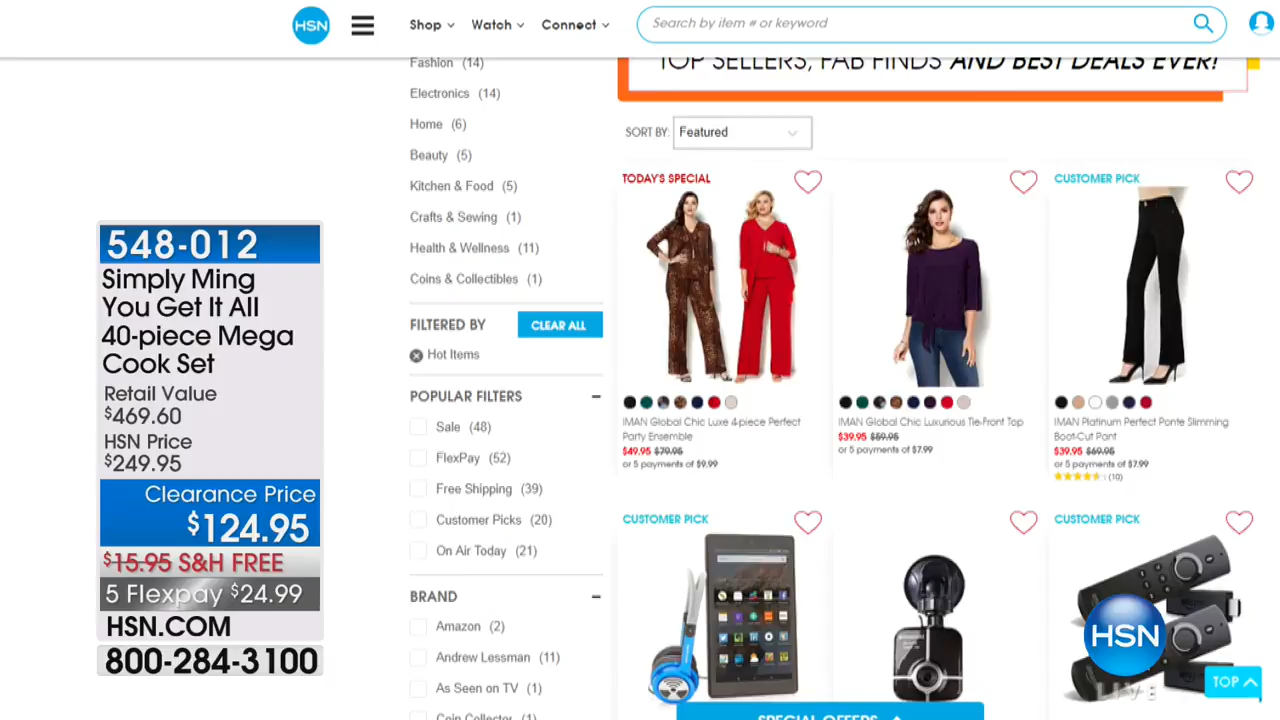 HSN
Shop
Watch
Connect
Search by item # or keyword
Fashion (14)
Electronics (14)
Home (6)
Beauty (5)
Kitchen & Food (5)
Crafts & Sewing (1)
Health & Wellness (11)
Coins & Collectibles (1)
FILTERED BY
CLEAR ALL
Hot Items
POPULAR FILTERS
Sale (48)
FlexPay (52)
Free Shipping (39)
Customer Picks (20)
On Air Today (21)
BRAND
Amazon (2)
Andrew Lessman (11)
As Seen on TV (1)
Coin Collector (1)
TOP SELLERS, FAB FINDS AND BEST DEALS EVER!
SORT BY: Featured
TODAY'S SPECIAL
IMAN Global Chic Luxe 4-piece Perfect
Party Ensemble
$49.95 $79.95
or 5 payments of $9.99
IMAN Global Chic Luxurious Tie-Front Top
$39.95 $59.95
or 5 payments of $7.99
CUSTOMER PICK
IMAN Platinum Perfect Ponte Slimming
Boot-Cut Pant
$39.95 $69.95
or 5 payments of $7.99
(10)
CUSTOMER PICK
CUSTOMER PICK
SPECIAL OFFERS
HSN
LIVE
TOP
548-012
Simply Ming
You Get It All
40-piece Mega
Cook Set
Retail Value
$469.60
HSN Price
$249.95
Clearance Price
$124.95
$15.95 S&H FREE
5 Flexpay $24.99
HSN.COM
800-284-3100